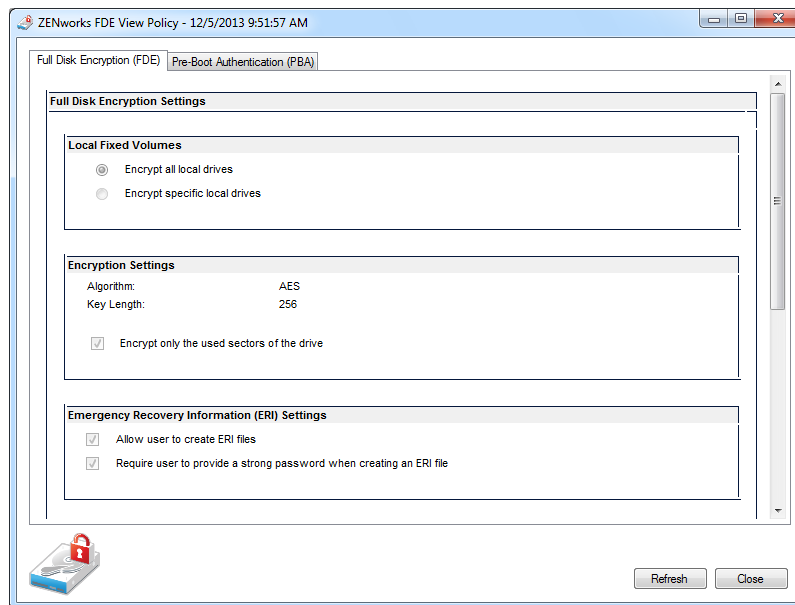 ZENworks FDE View Policy - 12/5/2013 9:51:57 AM
Full Disk Encryption (FDE) Pre-Boot Authentication (PBA)
Full Disk Encryption Settings
Local Fixed Volumes
Encrypt all local drives
Encrypt specific local drives
Encryption Settings
Algorithm: AES
Key Length: 256
Encrypt only the used sectors of the drive
Emergency Recovery Information (ERI) Settings
Allow user to create ERI files
Require user to provide a strong password when creating an ERI file
Refresh Close